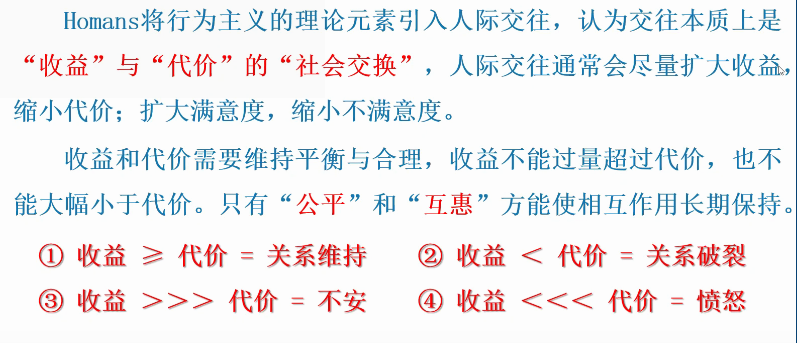 Homans将行为主义的理论元素引入人际交往，认为交往本质上是
“收益”与“代价”的“社会交换”，人际交往通常会尽量扩大收益，
缩小代价；扩大满意度，缩小不满意度。
收益和代价需要维持平衡与合理，收益不能过量超过代价，也不
能大幅小于代价。只有“公平”和“互惠”方能使相互作用长期保持。
① 收益 ≥ 代价 = 关系维持 ② 收益 ＜ 代价 = 关系破裂
③ 收益 ＞＞＞ 代价 = 不安 ④ 收益 ＜＜＜ 代价 = 愤怒